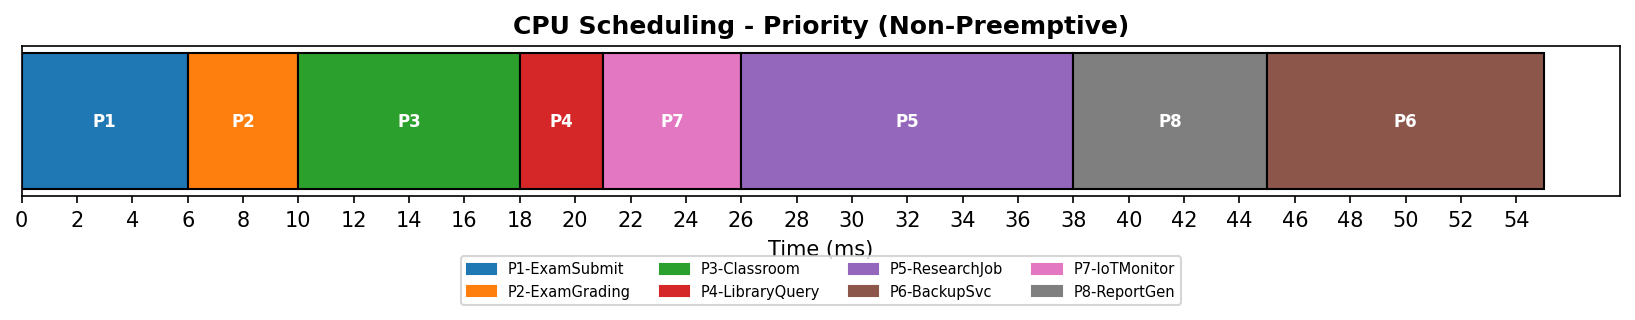 CPU Scheduling - Priority (Non-Preemptive)
P1 P2 P3 P4 P7 P5 P8 P6
0 2 4 6 8 10 12 14 16 18 20 22 24 26 28 30 32 34 36 38 40 42 44 46 48 50 52 54
Time (ms)
P1-ExamSubmit P3-Classroom P5-ResearchJob P7-IoTMonitor
P2-ExamGrading P4-LibraryQuery P6-BackupSvc P8-ReportGen